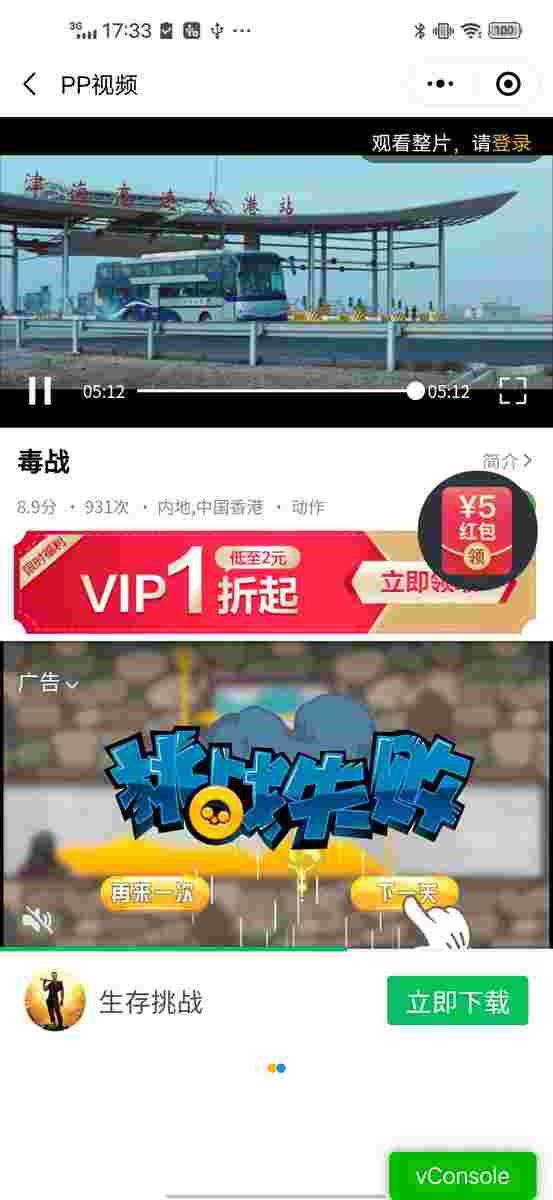 3G 17:33 100
PP视频
观看整片，请登录
津 海 高 速 大 港 站
05:12
05:12
毒战
简介
8.9分 · 931次 · 内地,中国香港 · 动作
¥5
红包
领
限时福利
VIP1折起
低至2元
立即领
广告
挑战失败
再来一次
下一关
生存挑战
立即下载
vConsole